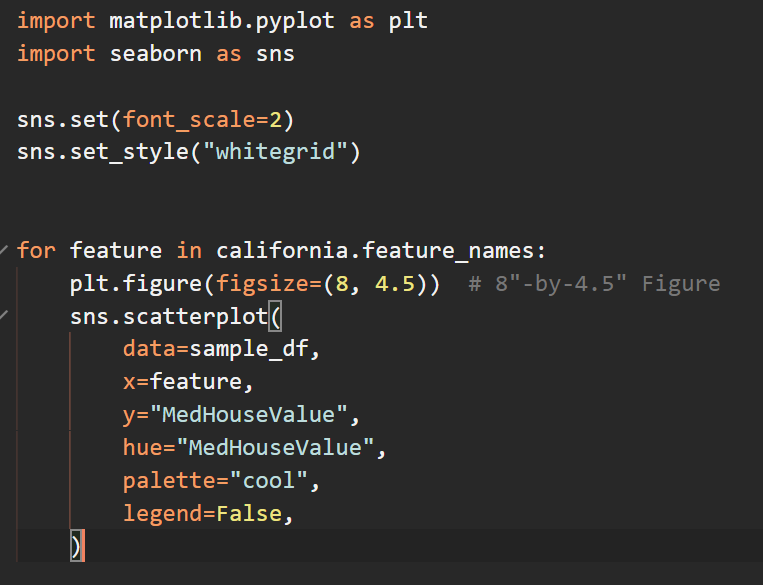 import matplotlib.pyplot as plt
import seaborn as sns
sns.set(font_scale=2)
sns.set_style("whitegrid")
for feature in california.feature_names:
    plt.figure(figsize=(8, 4.5))  # 8"-by-4.5" Figure
    sns.scatterplot(
        data=sample_df,
        x=feature,
        y="MedHouseValue",
        hue="MedHouseValue",
        palette="cool",
        legend=False,
    )